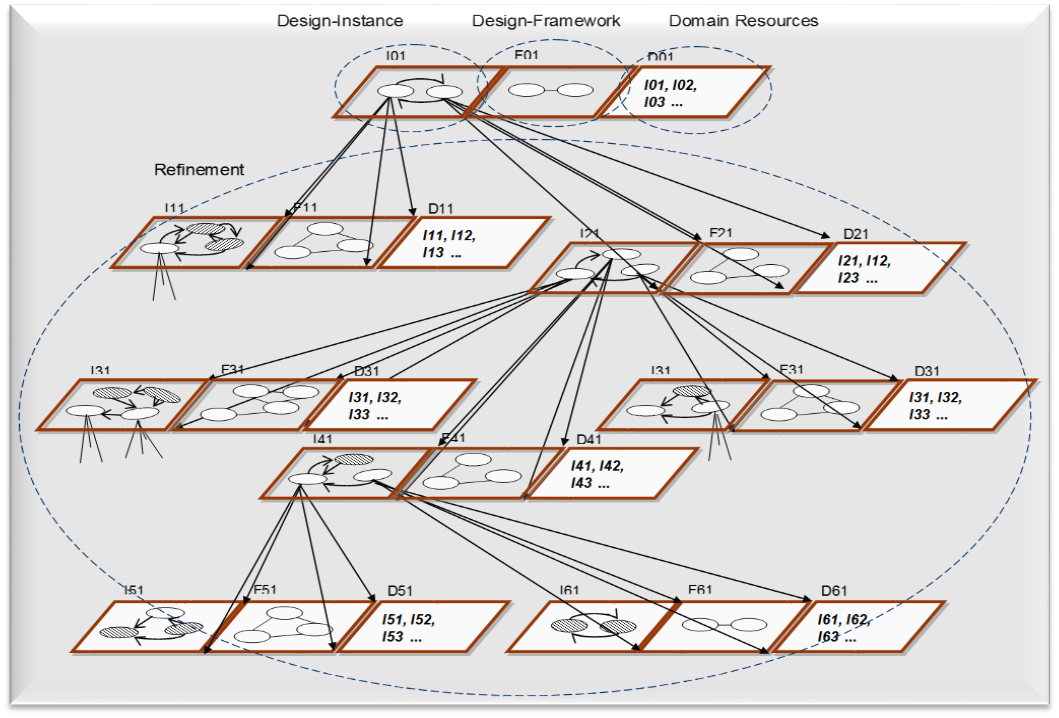 Design-Instance Design-Framework Domain Resources
I01 F01 D01
I01, I02,
I03 ...
Refinement
I11 F11 D11
I11, I12,
I13 ...
I21 F21 D21
I21, I12,
I23 ...
I31 F31 D31
I31, I32,
I33 ...
I31 F31 D31
I31, I32,
I33 ...
I41 F41 D41
I41, I42,
I43 ...
I51 F51 D51
I51, I52,
I53 ...
I61 F61 D61
I61, I62,
I63 ...